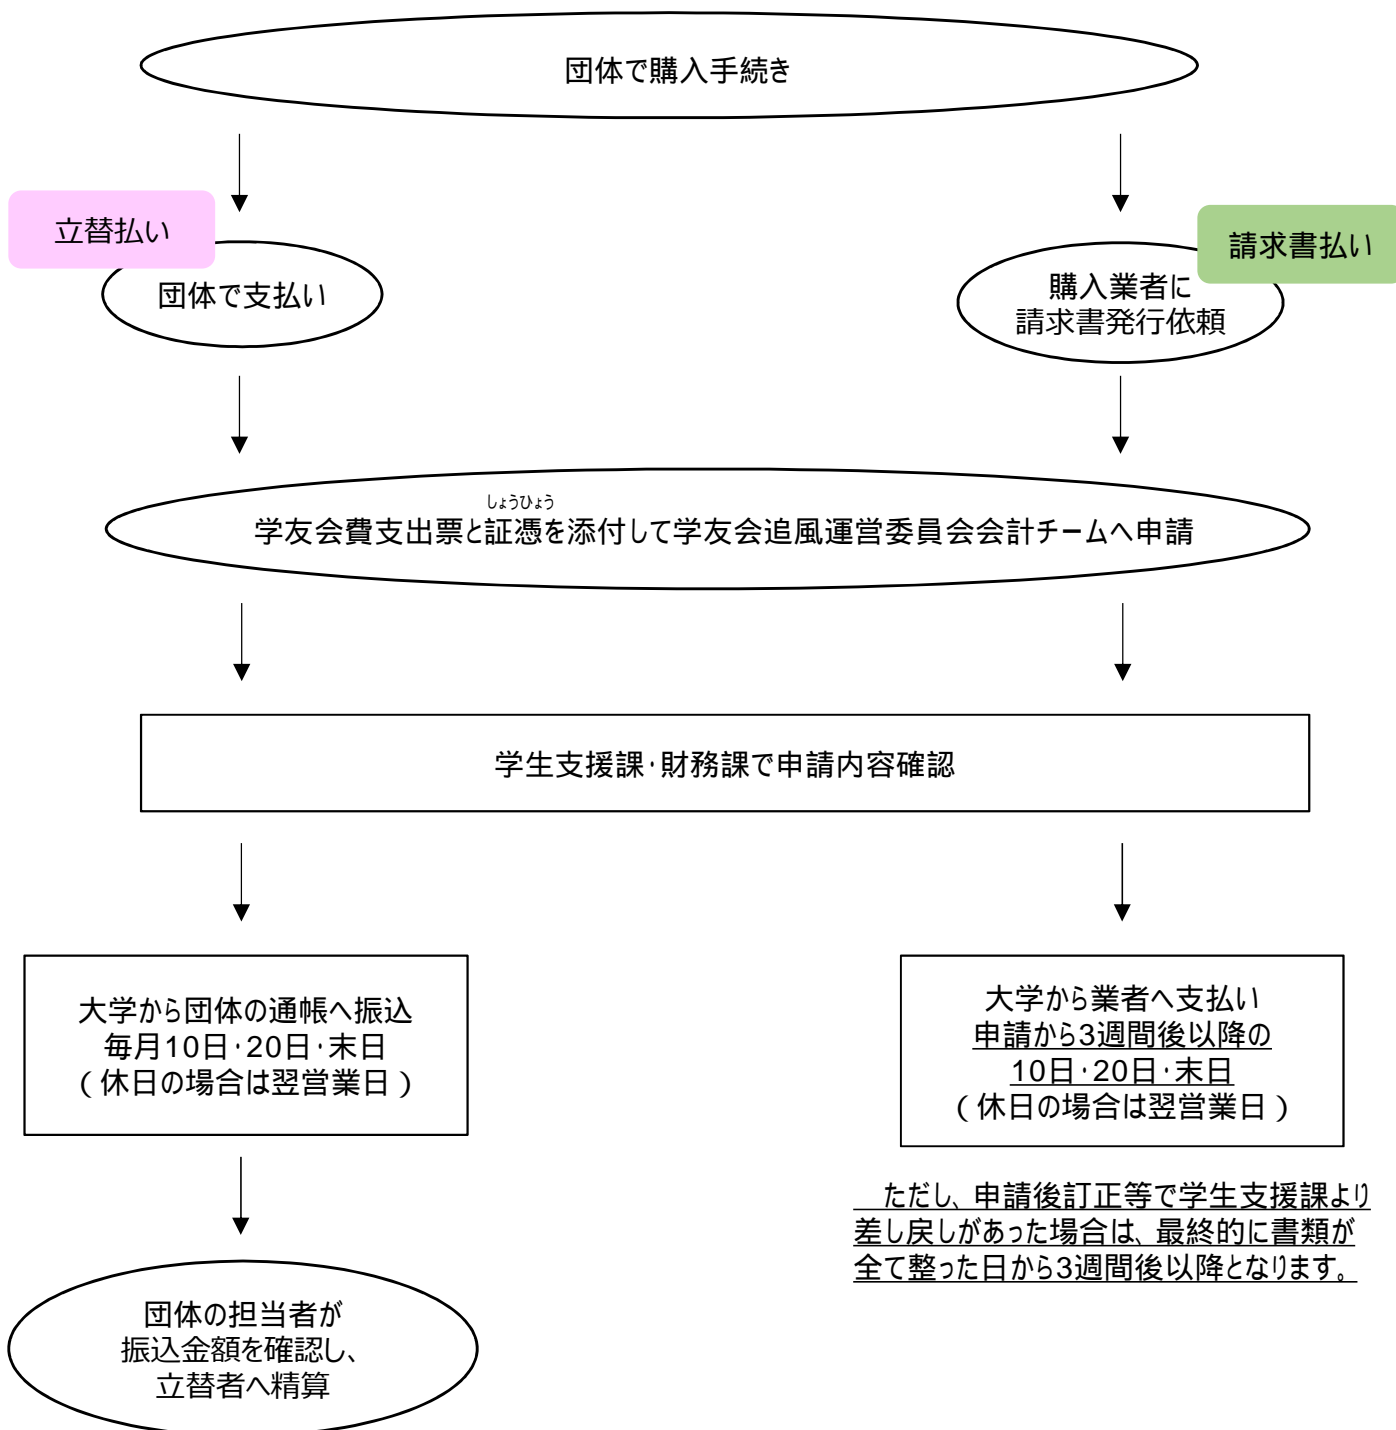 団体で購入手続き
立替払い
団体で支払い
請求書払い
購入業者に
請求書発行依頼
しょうひょう
学友会費支出票と証憑を添付して学友会追風運営委員会会計チームへ申請
学生支援課・財務課で申請内容確認
大学から団体の通帳へ振込
毎月10日・20日・末日
（休日の場合は翌営業日）
大学から業者へ支払い
申請から3週間後以降の
10日・20日・末日
（休日の場合は翌営業日）
ただし、申請後訂正等で学生支援課より
差し戻しがあった場合は、最終的に書類が
全て整った日から3週間後以降となります。
団体の担当者が
振込金額を確認し、
立替者へ精算